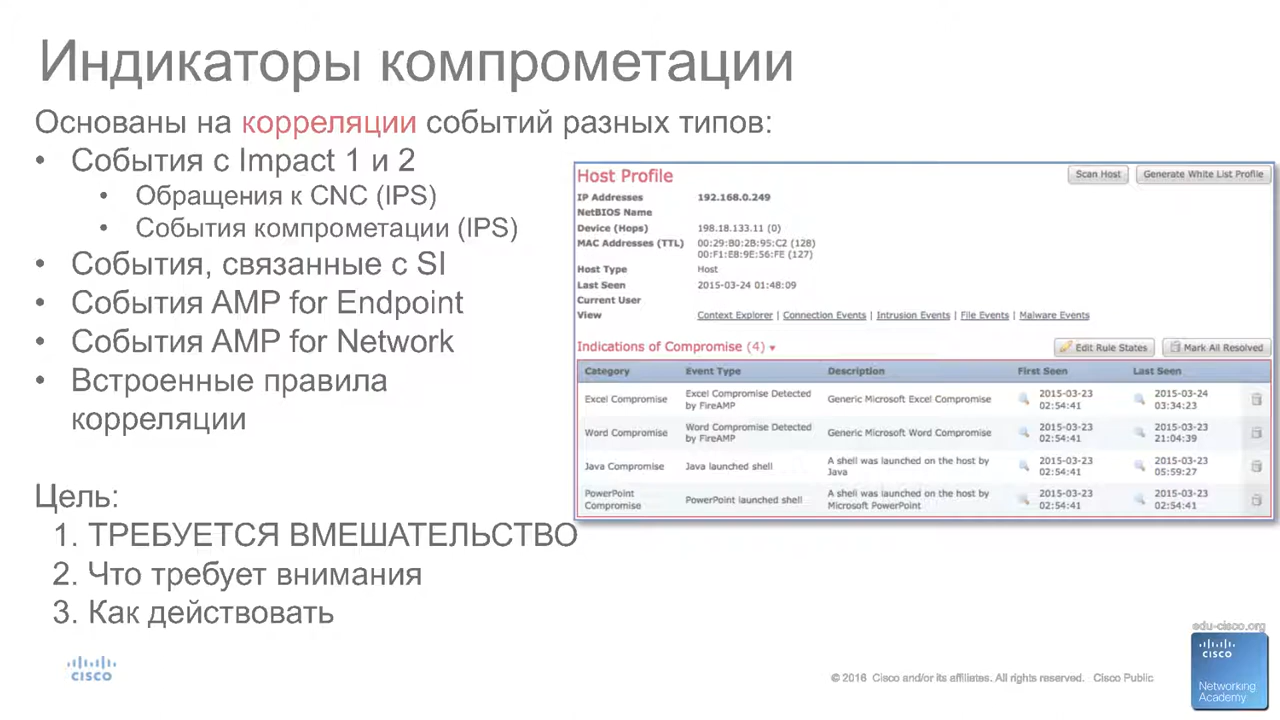 Индикаторы компрометации
Основаны на корреляции событий разных типов:
• События с Impact 1 и 2
• Обращения к CNC (IPS)
• События компрометации (IPS)
• События, связанные с SI
• События AMP for Endpoint
• События AMP for Network
• Встроенные правила
корреляции
Цель:
1. ТРЕБУЕТСЯ ВМЕШАТЕЛЬСТВО
2. Что требует внимания
3. Как действовать
Host Profile
Scan Host
Generate White List Profile
IP Addresses 192.168.0.249
NetBIOS Name
Device (Hops) 198.18.133.11 (0)
MAC Addresses (TTL) 00:29:B0:2B:95:C2 (128)
00:F1:EB:9E:56:FE (127)
Host Type Host
Last Seen 2015-03-24 01:48:09
Current User
View Context Explorer | Connection Events | Intrusion Events | File Events | Malware Events
Indications of Compromise (4) ▾
Edit Rule States
Mark All Resolved
Category Event Type Description First Seen Last Seen
Excel Compromise Excel Compromise Detected by FireAMP Generic Microsoft Excel Compromise 2015-03-23 02:54:41 2015-03-24 03:34:23
Word Compromise Word Compromise Detected by FireAMP Generic Microsoft Word Compromise 2015-03-23 02:54:41 2015-03-23 21:04:39
Java Compromise Java launched shell A shell was launched on the host by Java 2015-03-23 02:54:41 2015-03-23 05:59:27
PowerPoint Compromise PowerPoint launched shell A shell was launched on the host by Microsoft PowerPoint 2015-03-23 02:54:41 2015-03-23 02:54:41
edu-cisco.org
CISCO
© 2016 Cisco and/or its affiliates. All rights reserved. Cisco Public
CISCO
Networking
Academy